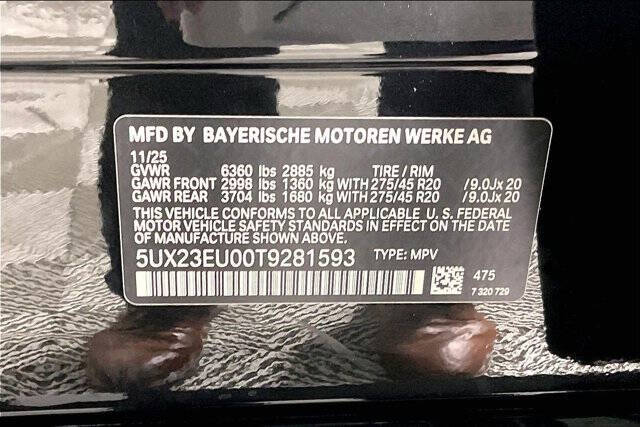 MFD BY BAYERISCHE MOTOREN WERKE AG
11/25
GVWR 6360 lbs 2885 kg TIRE / RIM
GAWR FRONT 2998 lbs 1360 kg WITH 275/45 R20 /9.0Jx 20
GAWR REAR 3704 lbs 1680 kg WITH 275/45 R20 /9.0Jx 20
THIS VEHICLE CONFORMS TO ALL APPLICABLE U. S. FEDERAL
MOTOR VEHICLE SAFETY STANDARDS IN EFFECT ON THE DATE
OF MANUFACTURE SHOWN ABOVE.
5UX23EU00T9281593 TYPE: MPV
475
7 320 729